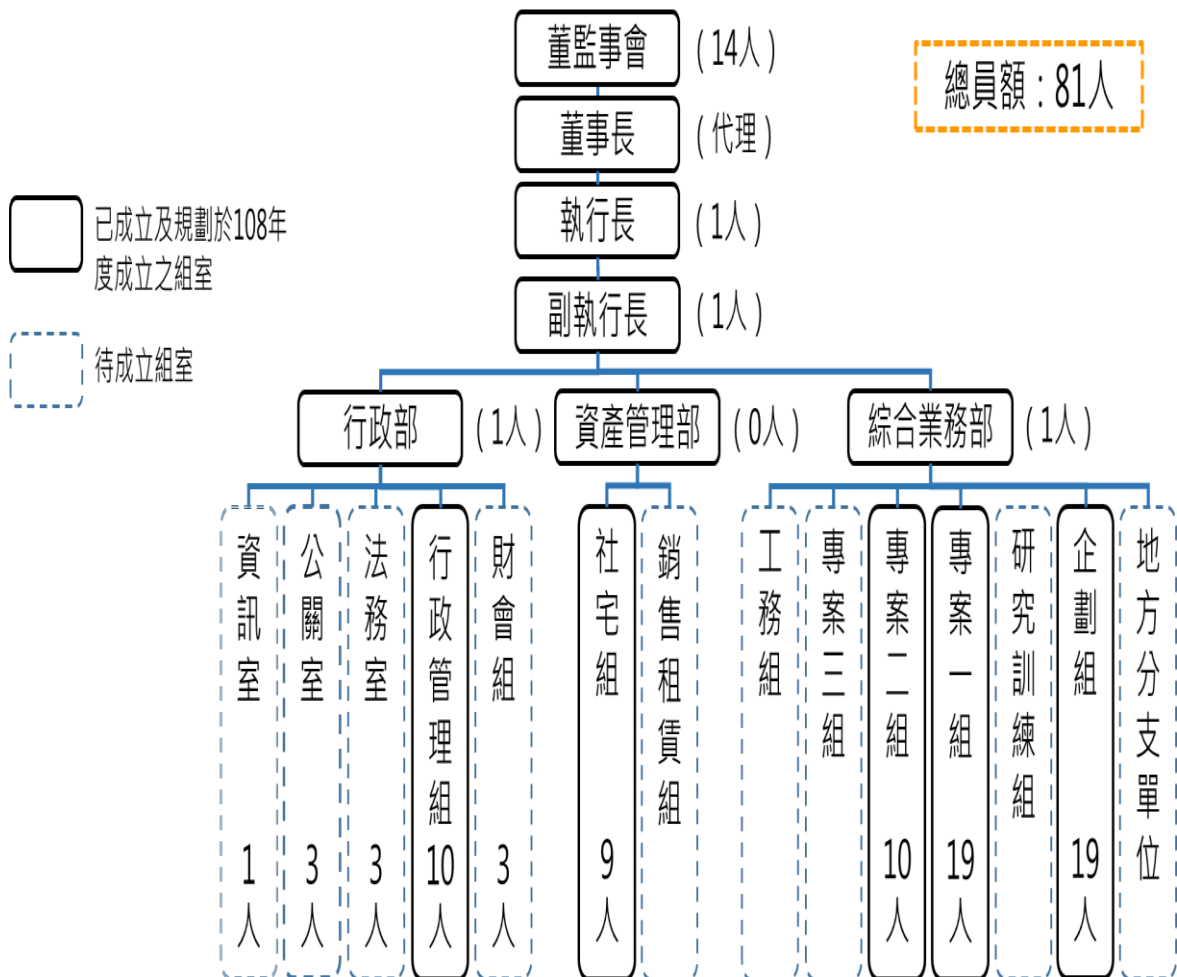 董監事會
(14人)
總員額：81人
董事長
(代理)
已成立及規劃於108年
度成立之組室
執行長
(1人)
副執行長
(1人)
待成立組室
行政部
(1人)
資產管理部
(0人)
綜合業務部
(1人)
資訊室
1人
公關室
3人
法務室
3人
行政管理組
10人
財會組
3人
社宅組
9人
銷售租賃組
工務組
專案三組
專案二組
10人
專案一組
19人
研究訓練組
企劃組
19人
地方分支單位